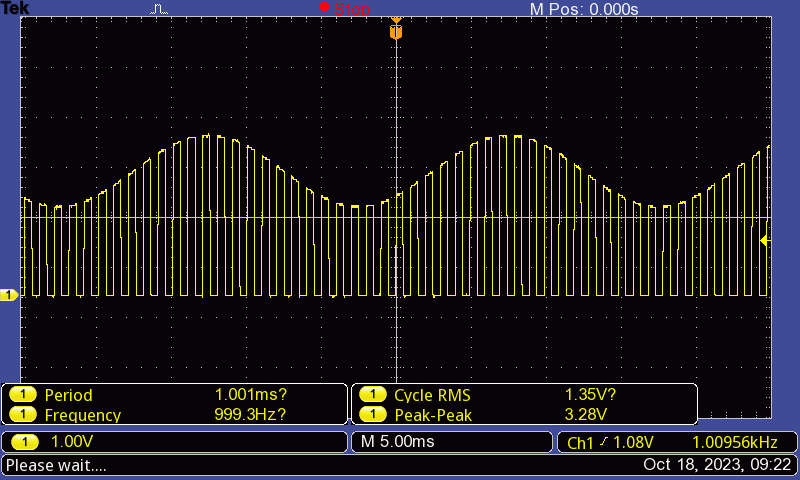 Tek Stop M Pos: 0.000s
T
1
1 Period 1.001ms? 1 Cycle RMS 1.35V?
1 Frequency 999.3Hz? 1 Peak-Peak 3.28V
1 1.00V M 5.00ms Ch1 1.08V 1.00956kHz
Please wait.... Oct 18, 2023, 09:22